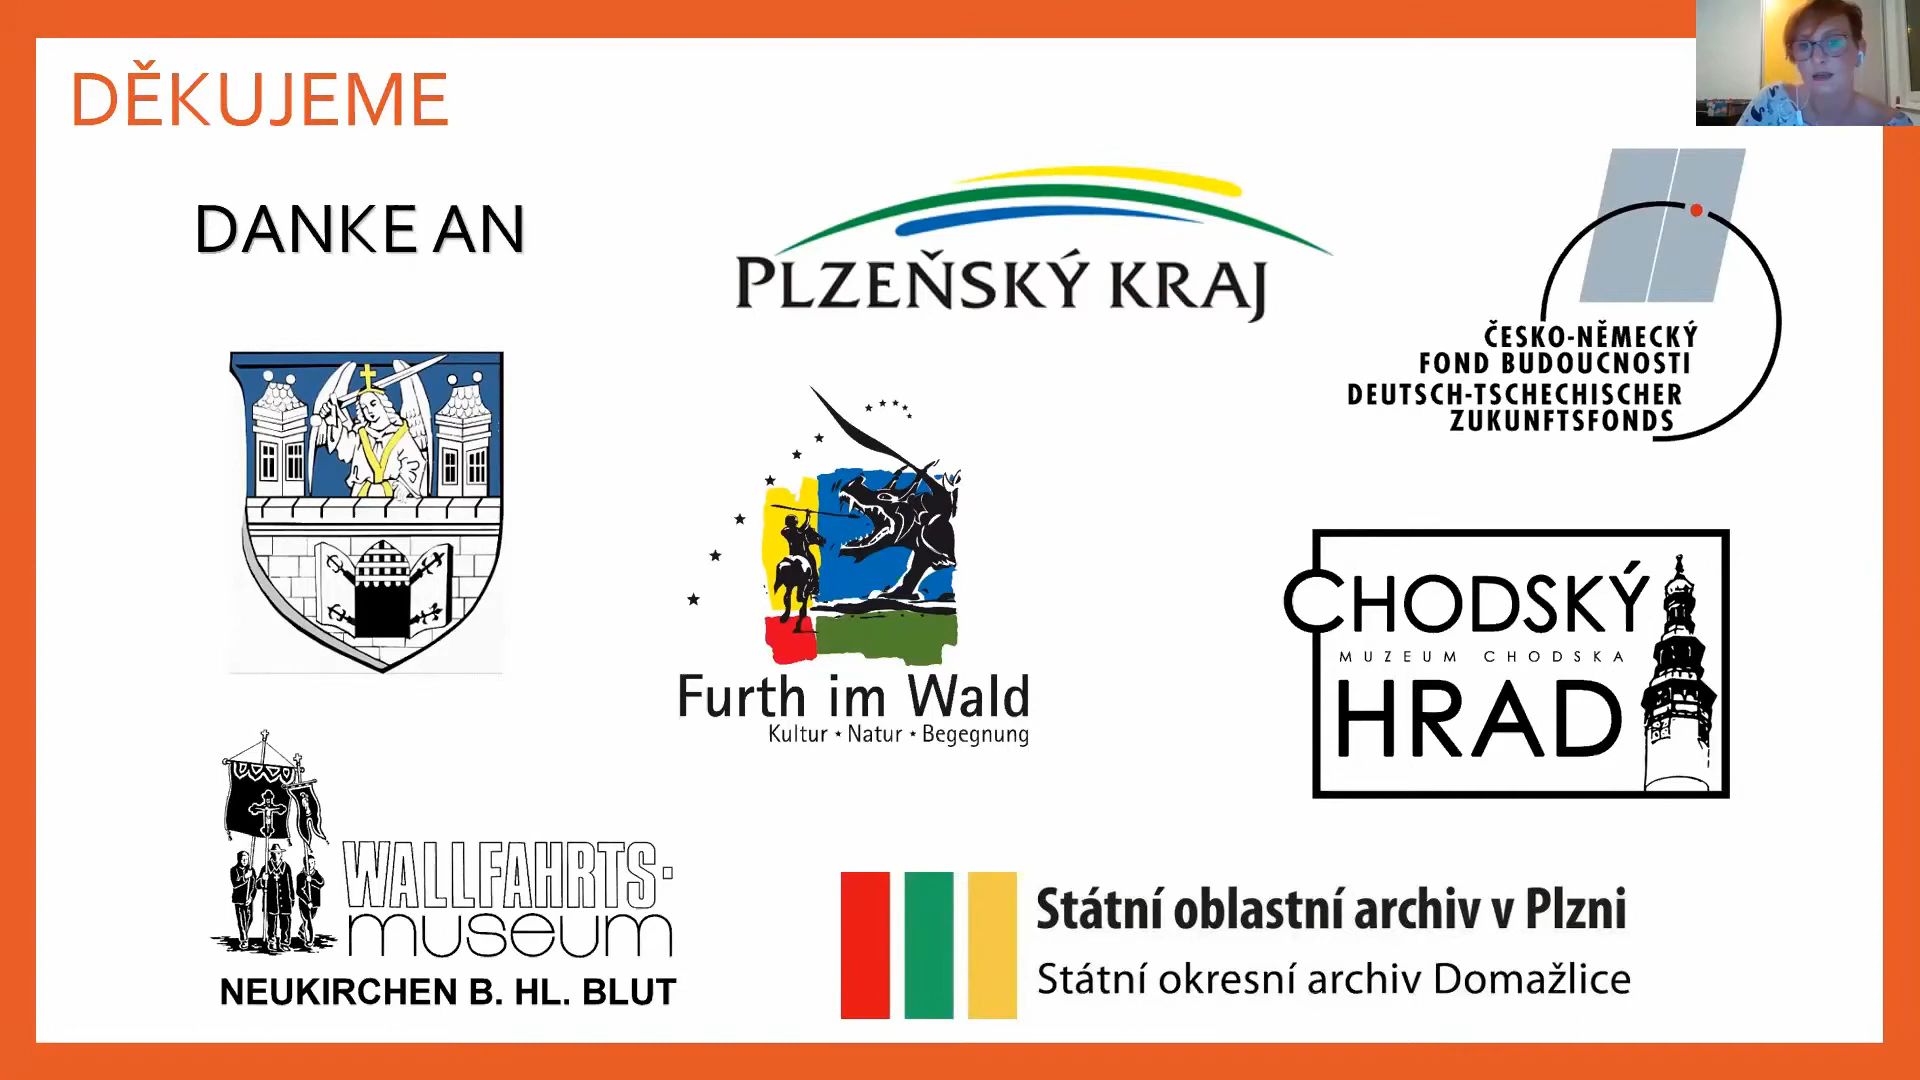 DĚKUJEME
DANKE AN
PLZEŇSKÝ KRAJ
ČESKO-NĚMECKÝ
FOND BUDOUCNOSTI
DEUTSCH-TSCHECHISCHER
ZUKUNFTSFONDS
Furth im Wald
Kultur ⋆ Natur ⋆ Begegnung
CHODSKÝ
MUZEUM CHODSKA
HRAD
WALLFAHRTS-
museum
NEUKIRCHEN B. HL. BLUT
Státní oblastní archiv v Plzni
Státní okresní archiv Domažlice